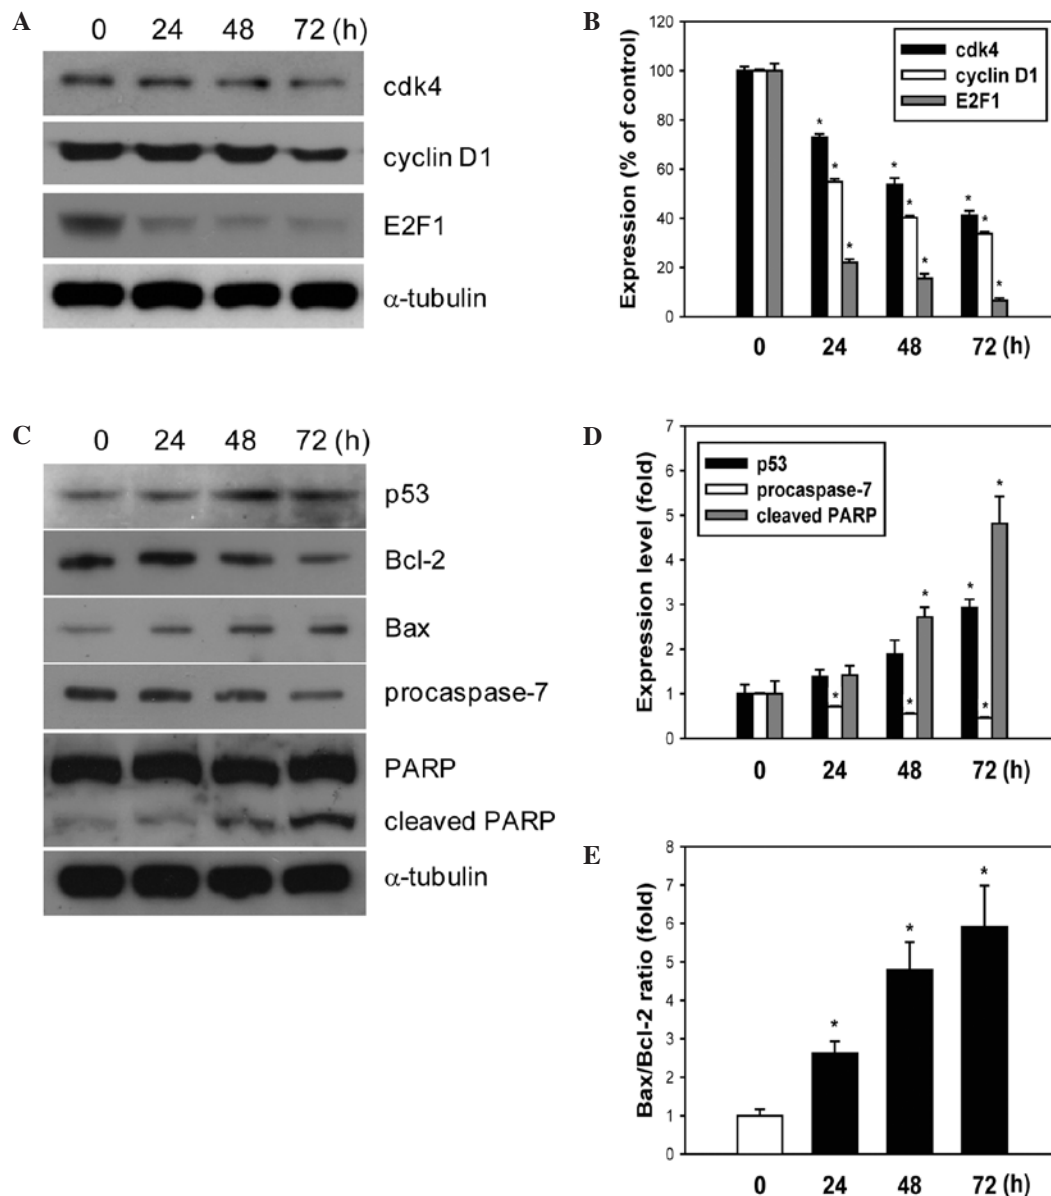 A
0 24 48 72 (h)
cdk4
cyclin D1
E2F1
α-tubulin
B
Expression (% of control)
120
100
80
60
40
20
0
cdk4
cyclin D1
E2F1
* * *
* * *
* * *
0 24 48 72 (h)
C
0 24 48 72 (h)
p53
Bcl-2
Bax
procaspase-7
PARP
cleaved PARP
α-tubulin
D
Expression level (fold)
7
6
5
4
3
2
1
0
p53
procaspase-7
cleaved PARP
*
* *
* * *
0 24 48 72 (h)
E
Bax/Bcl-2 ratio (fold)
8
7
6
5
4
3
2
1
0
* * *
0 24 48 72 (h)